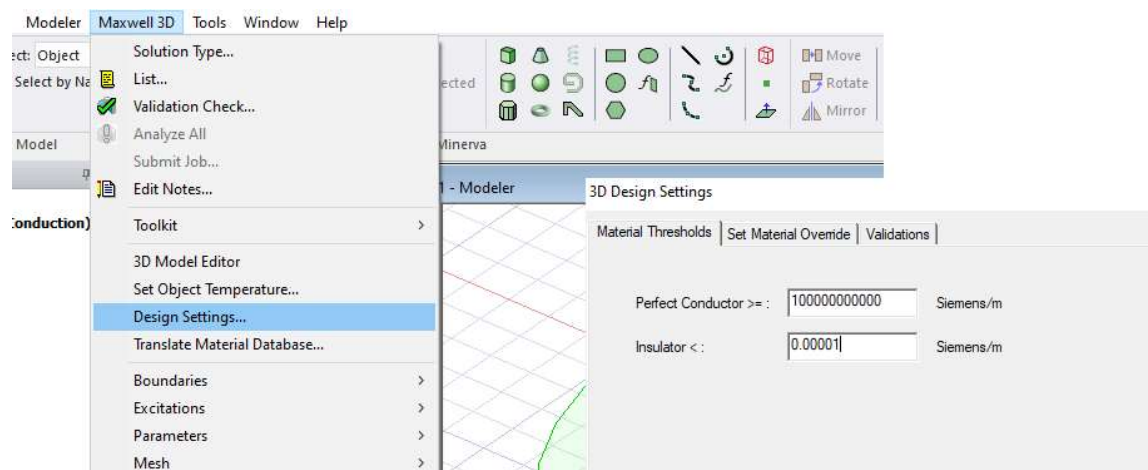 Modeler Maxwell 3D Tools Window Help
ect: Object
Select by Na
Model
Solution Type...
List...
Validation Check...
Analyze All
Submit Job...
Edit Notes...
Toolkit
3D Model Editor
Set Object Temperature...
Design Settings...
Translate Material Database...
Boundaries
Excitations
Parameters
Mesh
onduction)
ected
Move
Rotate
Mirror
Minerva
1 - Modeler
3D Design Settings
Material Thresholds Set Material Override Validations
Perfect Conductor >= : 100000000000 Siemens/m
Insulator < : 0.00001 Siemens/m